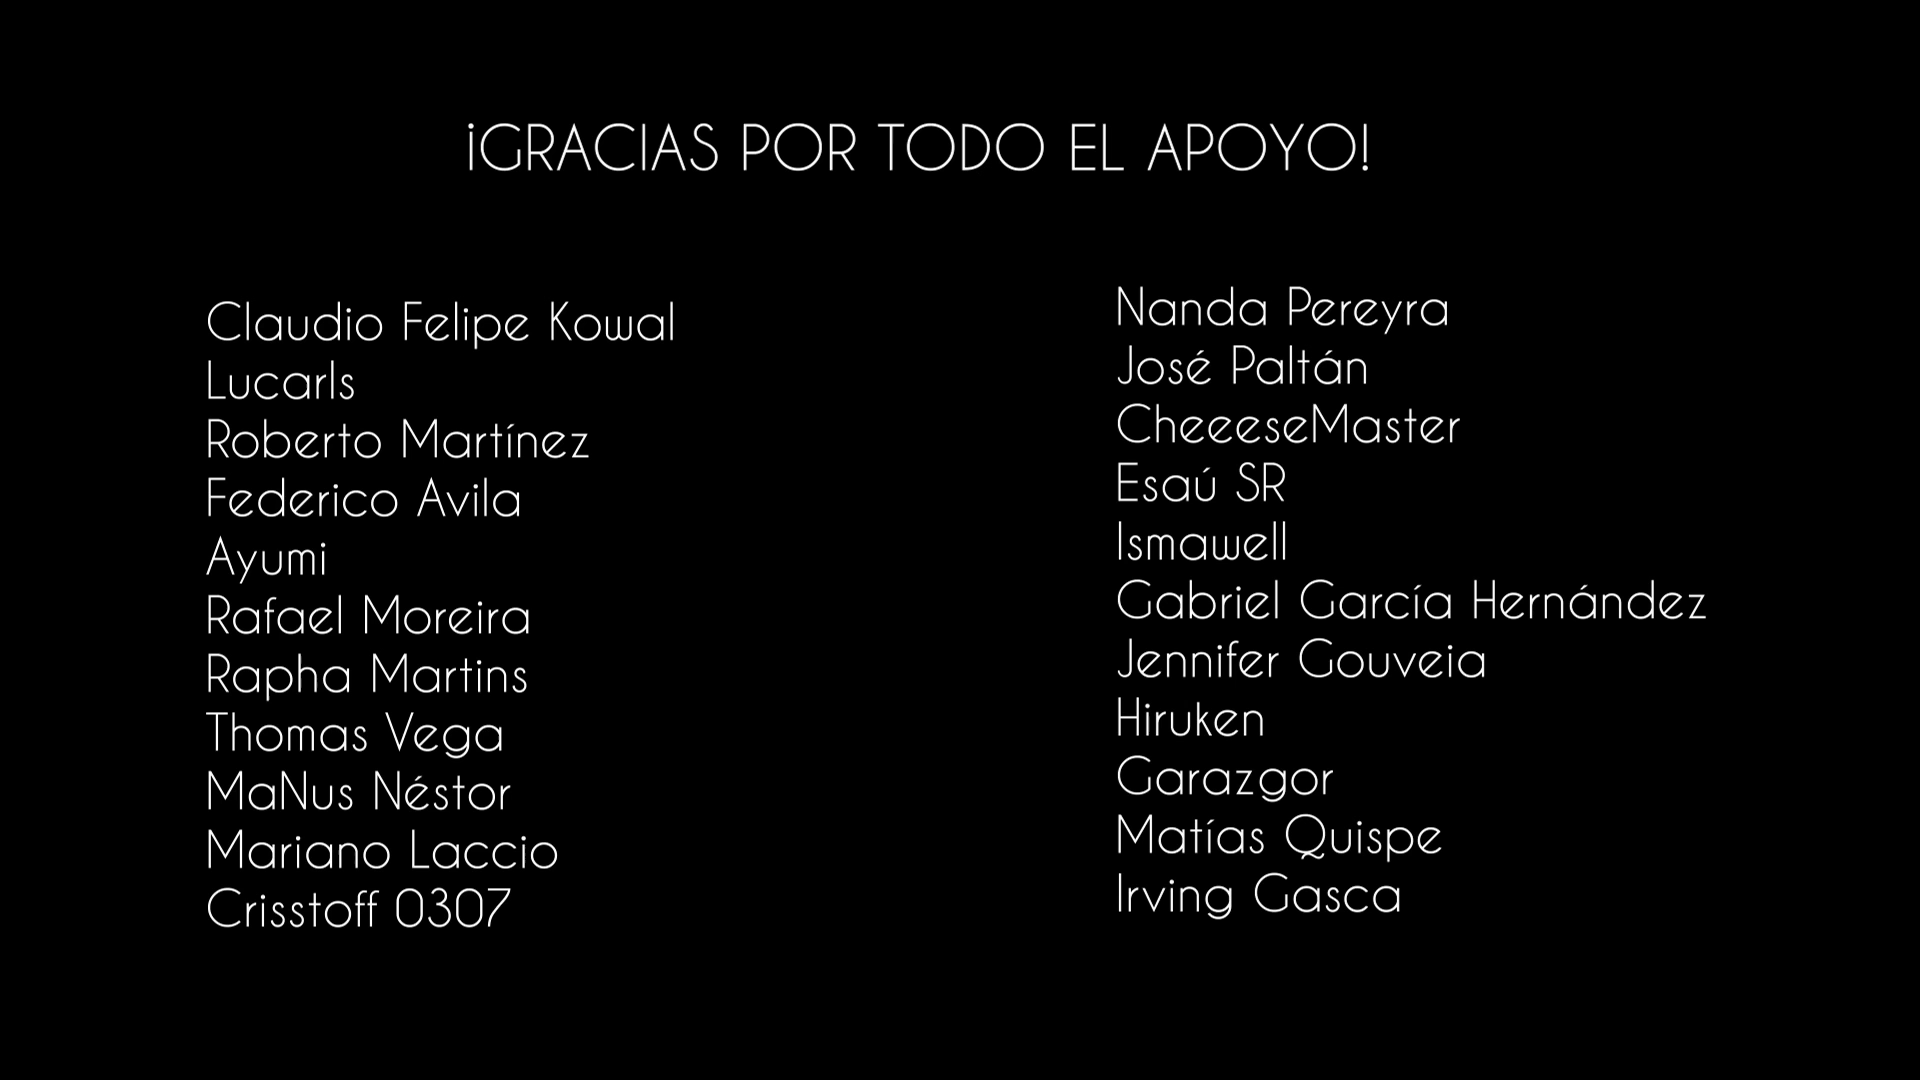 ¡GRACIAS POR TODO EL APOYO!
Claudio Felipe Kowal
Lucarls
Roberto Martínez
Federico Avila
Ayumi
Rafael Moreira
Rapha Martins
Thomas Vega
MaNus Néstor
Mariano Laccio
Crisstoff 0307
Nanda Pereyra
José Paltán
CheeeseMaster
Esaú SR
Ismawell
Gabriel García Hernández
Jennifer Gouveia
Hiruken
Garazgor
Matías Quispe
Irving Gasca